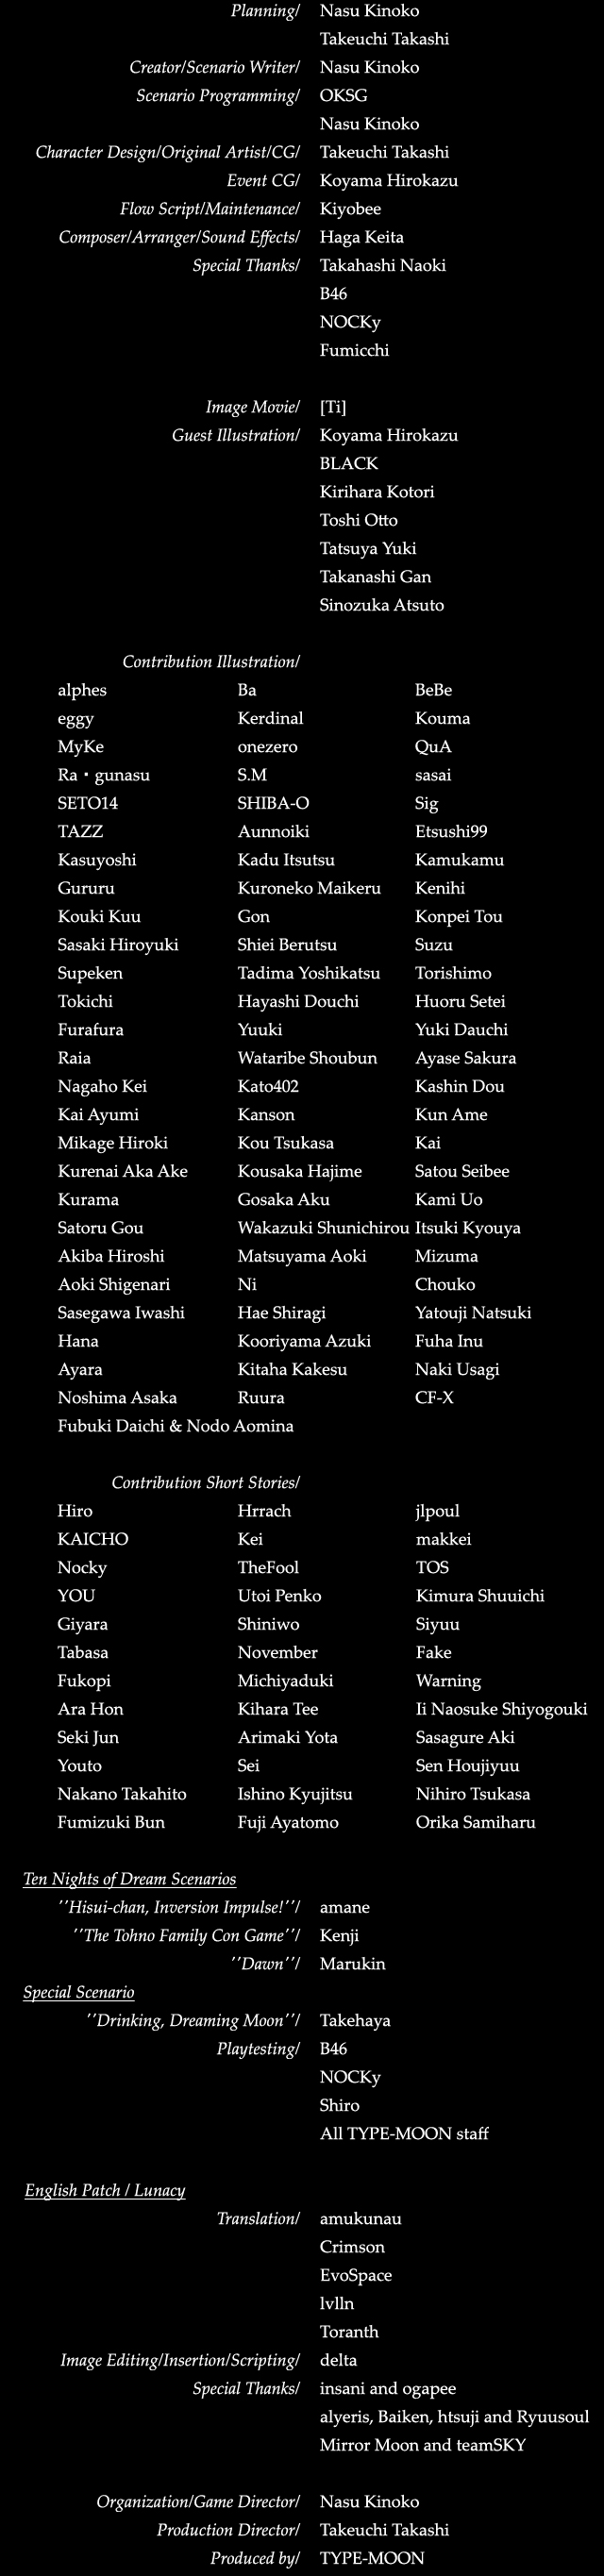 Planning/ Nasu Kinoko
Takeuchi Takashi
Creator/Scenario Writer/ Nasu Kinoko
Scenario Programming/ OKSG
Nasu Kinoko
Character Design/Original Artist/CG/ Takeuchi Takashi
Event CG/ Koyama Hirokazu
Flow Script/Maintenance/ Kiyobee
Composer/Arranger/Sound Effects/ Haga Keita
Special Thanks/ Takahashi Naoki
B46
NOCKy
Fumicchi
Image Movie/ [Ti]
Guest Illustration/ Koyama Hirokazu
BLACK
Kirihara Kotori
Toshi Otto
Tatsuya Yuki
Takanashi Gan
Sinozuka Atsuto
Contribution Illustration/
alphes Ba BeBe
eggy Kerdinal Kouma
MyKe onezero QuA
Ra・gunasu S.M sasai
SETO14 SHIBA-O Sig
TAZZ Aunnoiki Etsushi99
Kasuyoshi Kadu Itsutsu Kamukamu
Gururu Kuroneko Maikeru Kenihi
Kouki Kuu Gon Konpei Tou
Sasaki Hiroyuki Shiei Berutsu Suzu
Supeken Tadima Yoshikatsu Torishimo
Tokichi Hayashi Douchi Huoru Setei
Furafura Yuuki Yuki Dauchi
Raia Wataribe Shoubun Ayase Sakura
Nagaho Kei Kato402 Kashin Dou
Kai Ayumi Kanson Kun Ame
Mikage Hiroki Kou Tsukasa Kai
Kurenai Aka Ake Kousaka Hajime Satou Seibee
Kurama Gosaka Aku Kami Uo
Satoru Gou Wakazuki Shunichirou Itsuki Kyouya
Akiba Hiroshi Matsuyama Aoki Mizuma
Aoki Shigenari Ni Chouko
Sasegawa Iwashi Hae Shiragi Yatouji Natsuki
Hana Kooriyama Azuki Fuha Inu
Ayara Kitaha Kakesu Naki Usagi
Noshima Asaka Ruura CF-X
Fubuki Daichi & Nodo Aomina
Contribution Short Stories/
Hiro Hrrach jlpoul
KAICHO Kei makkei
Nocky TheFool TOS
YOU Utoi Penko Kimura Shuuichi
Giyara Shiniwo Siyuu
Tabasa November Fake
Fukopi Michiyaduki Warning
Ara Hon Kihara Tee Ii Naosuke Shiyogouki
Seki Jun Arimaki Yota Sasagure Aki
Youto Sei Sen Houjiyuu
Nakano Takahito Ishino Kyujitsu Nihiro Tsukasa
Fumizuki Bun Fuji Ayatomo Orika Samiharu
Ten Nights of Dream Scenarios
''Hisui-chan, Inversion Impulse!''/ amane
''The Tohno Family Con Game''/ Kenji
''Dawn''/ Marukin
Special Scenario
''Drinking, Dreaming Moon''/ Takehaya
Playtesting/ B46
NOCKy
Shiro
All TYPE-MOON staff
English Patch / Lunacy
Translation/ amukunau
Crimson
EvoSpace
lvlln
Toranth
Image Editing/Insertion/Scripting/ delta
Special Thanks/ insani and ogapee
alyeris, Baiken, htsuji and Ryuusoul
Mirror Moon and teamSKY
Organization/Game Director/ Nasu Kinoko
Production Director/ Takeuchi Takashi
Produced by/ TYPE-MOON